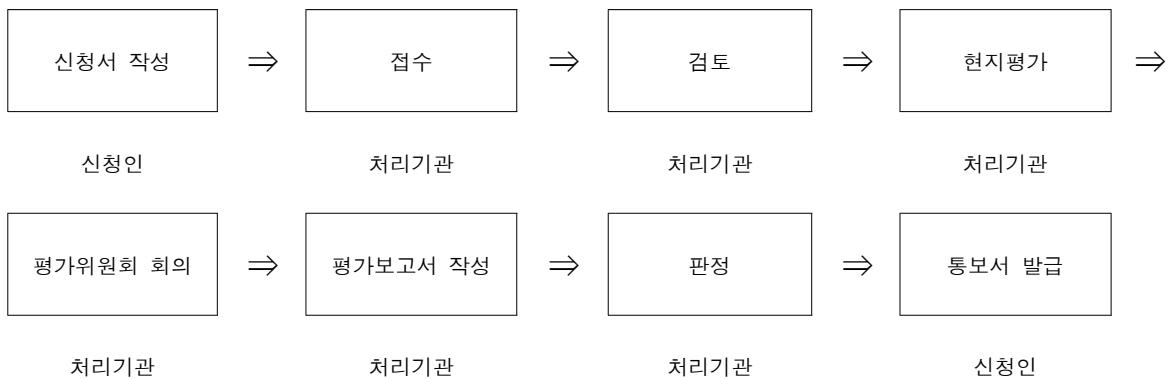 신청서 작성 ⇒ 접수 ⇒ 검토 ⇒ 현지평가 ⇒
신청인 처리기관 처리기관 처리기관
평가위원회 회의 ⇒ 평가보고서 작성 ⇒ 판정 ⇒ 통보서 발급
처리기관 처리기관 처리기관 신청인